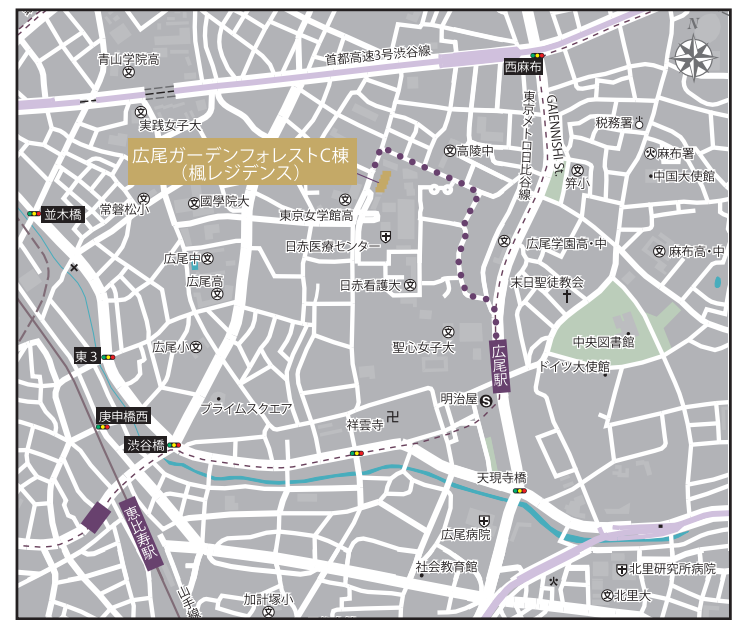 N
青山学院高
首都高速3号渋谷線
西麻布
実践女子大
東京メトロ日比谷線
GAIENNISHI St.
税務署
広尾ガーデンフォレストC棟
(楓レジデンス)
高陵中
麻布署
中国大使館
笄小
常磐松小
國學院大
東京女学館高
並木橋
日赤医療センター
広尾学園高・中
麻布高・中
広尾中
広尾高
日赤看護大
末日聖徒教会
東3
広尾小
聖心女子大
広尾駅
中央図書館
ドイツ大使館
プライムスクエア
明治屋
S
庚申橋西
祥雲寺
渋谷橋
天現寺橋
恵比寿駅
広尾病院
社会教育館
北里研究所病院
山手線
加計塚小
北里大